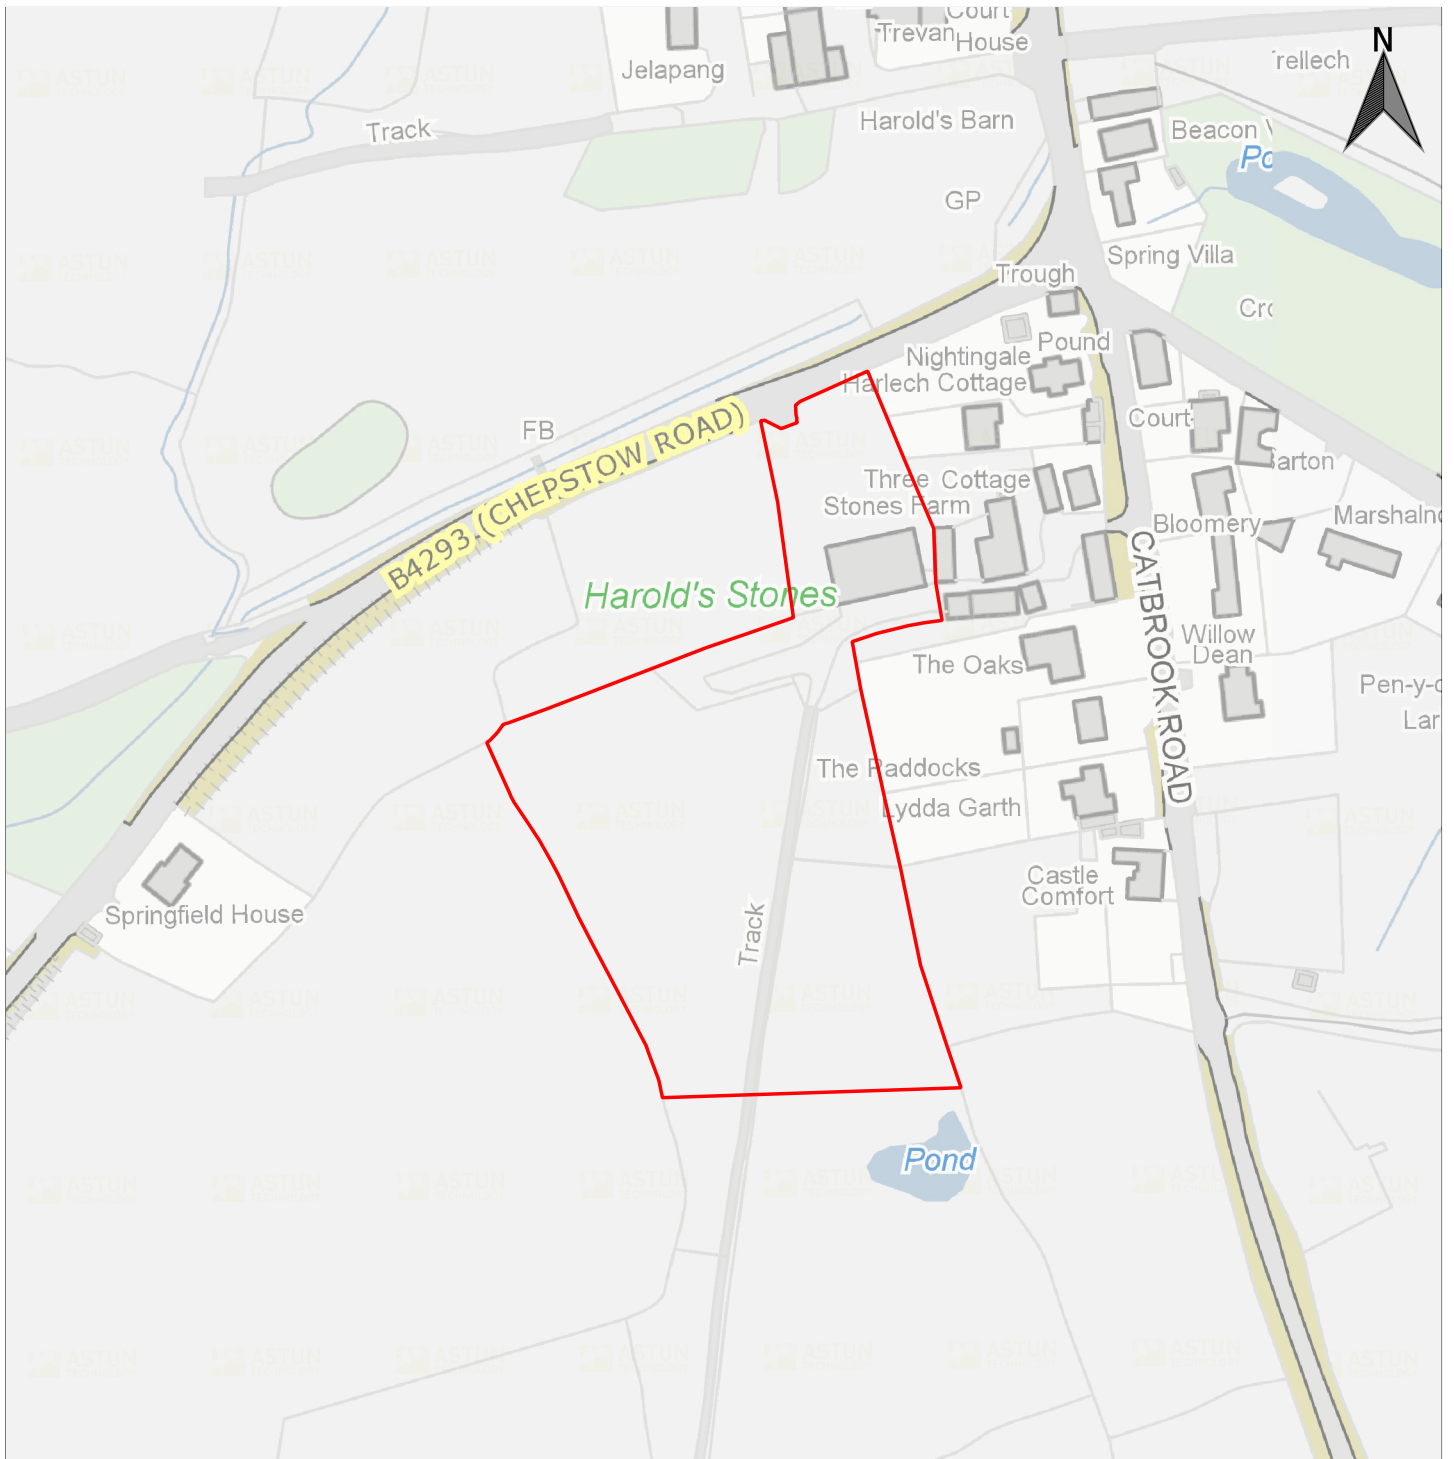 Court
Trevan
House
N
rellech
Jelapang
Track
Harold's Barn
Beacon
GP
Spring Villa
Trough
Pound
Nightingale
Harlech Cottage
FB
B4293 (CHEPSTOW ROAD)
Court
Three Cottage
Stones Farm
Bloomery
Harold's Stones
CATBROOK ROAD
Willow
Dean
The Oaks
The Paddocks
Lydda Garth
Castle
Comfort
Springfield House
Track
Pond
ASTUN